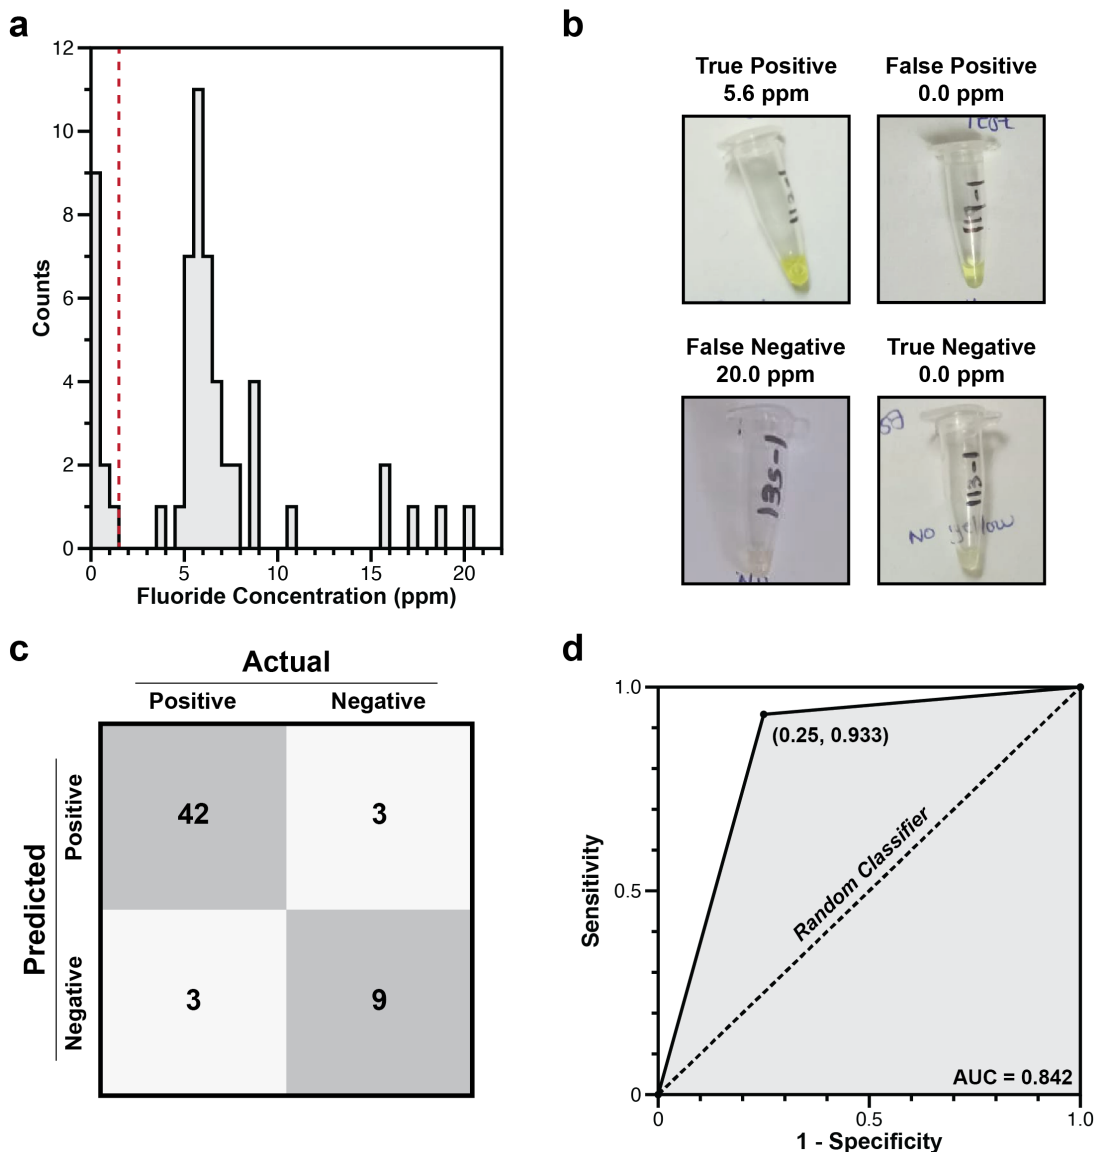 a
12
10
8
6
4
2
0
Counts
0 5 10 15 20
Fluoride Concentration (ppm)
b
True Positive
5.6 ppm
False Positive
0.0 ppm
Test
117-1
False Negative
20.0 ppm
135-1
True Negative
0.0 ppm
113-1
No yellow
c
Actual
Positive Negative
Predicted
Positive
Negative
42 3
3 9
d
1.0
0.5
0
Sensitivity
(0.25, 0.933)
Random Classifier
AUC = 0.842
0 0.5 1.0
1 - Specificity